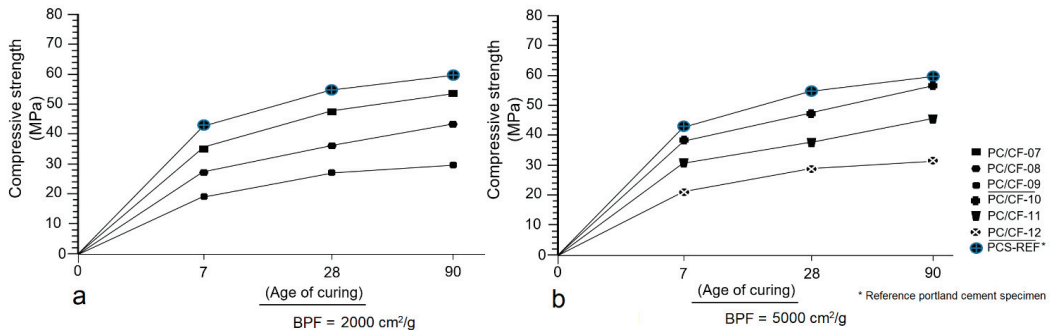 80
70
60
50
40
30
20
10
0
Compressive strength
(MPa)
0
7
28
90
a
(Age of curing)
BPF = 2000 cm²/g
80
70
60
50
40
30
20
10
0
Compressive strength
(MPa)
0
7
28
90
b
(Age of curing)
BPF = 5000 cm²/g
PC/CF-07
PC/CF-08
PC/CF-09
PC/CF-10
PC/CF-11
PC/CF-12
PCS-REF*
* Reference portland cement specimen